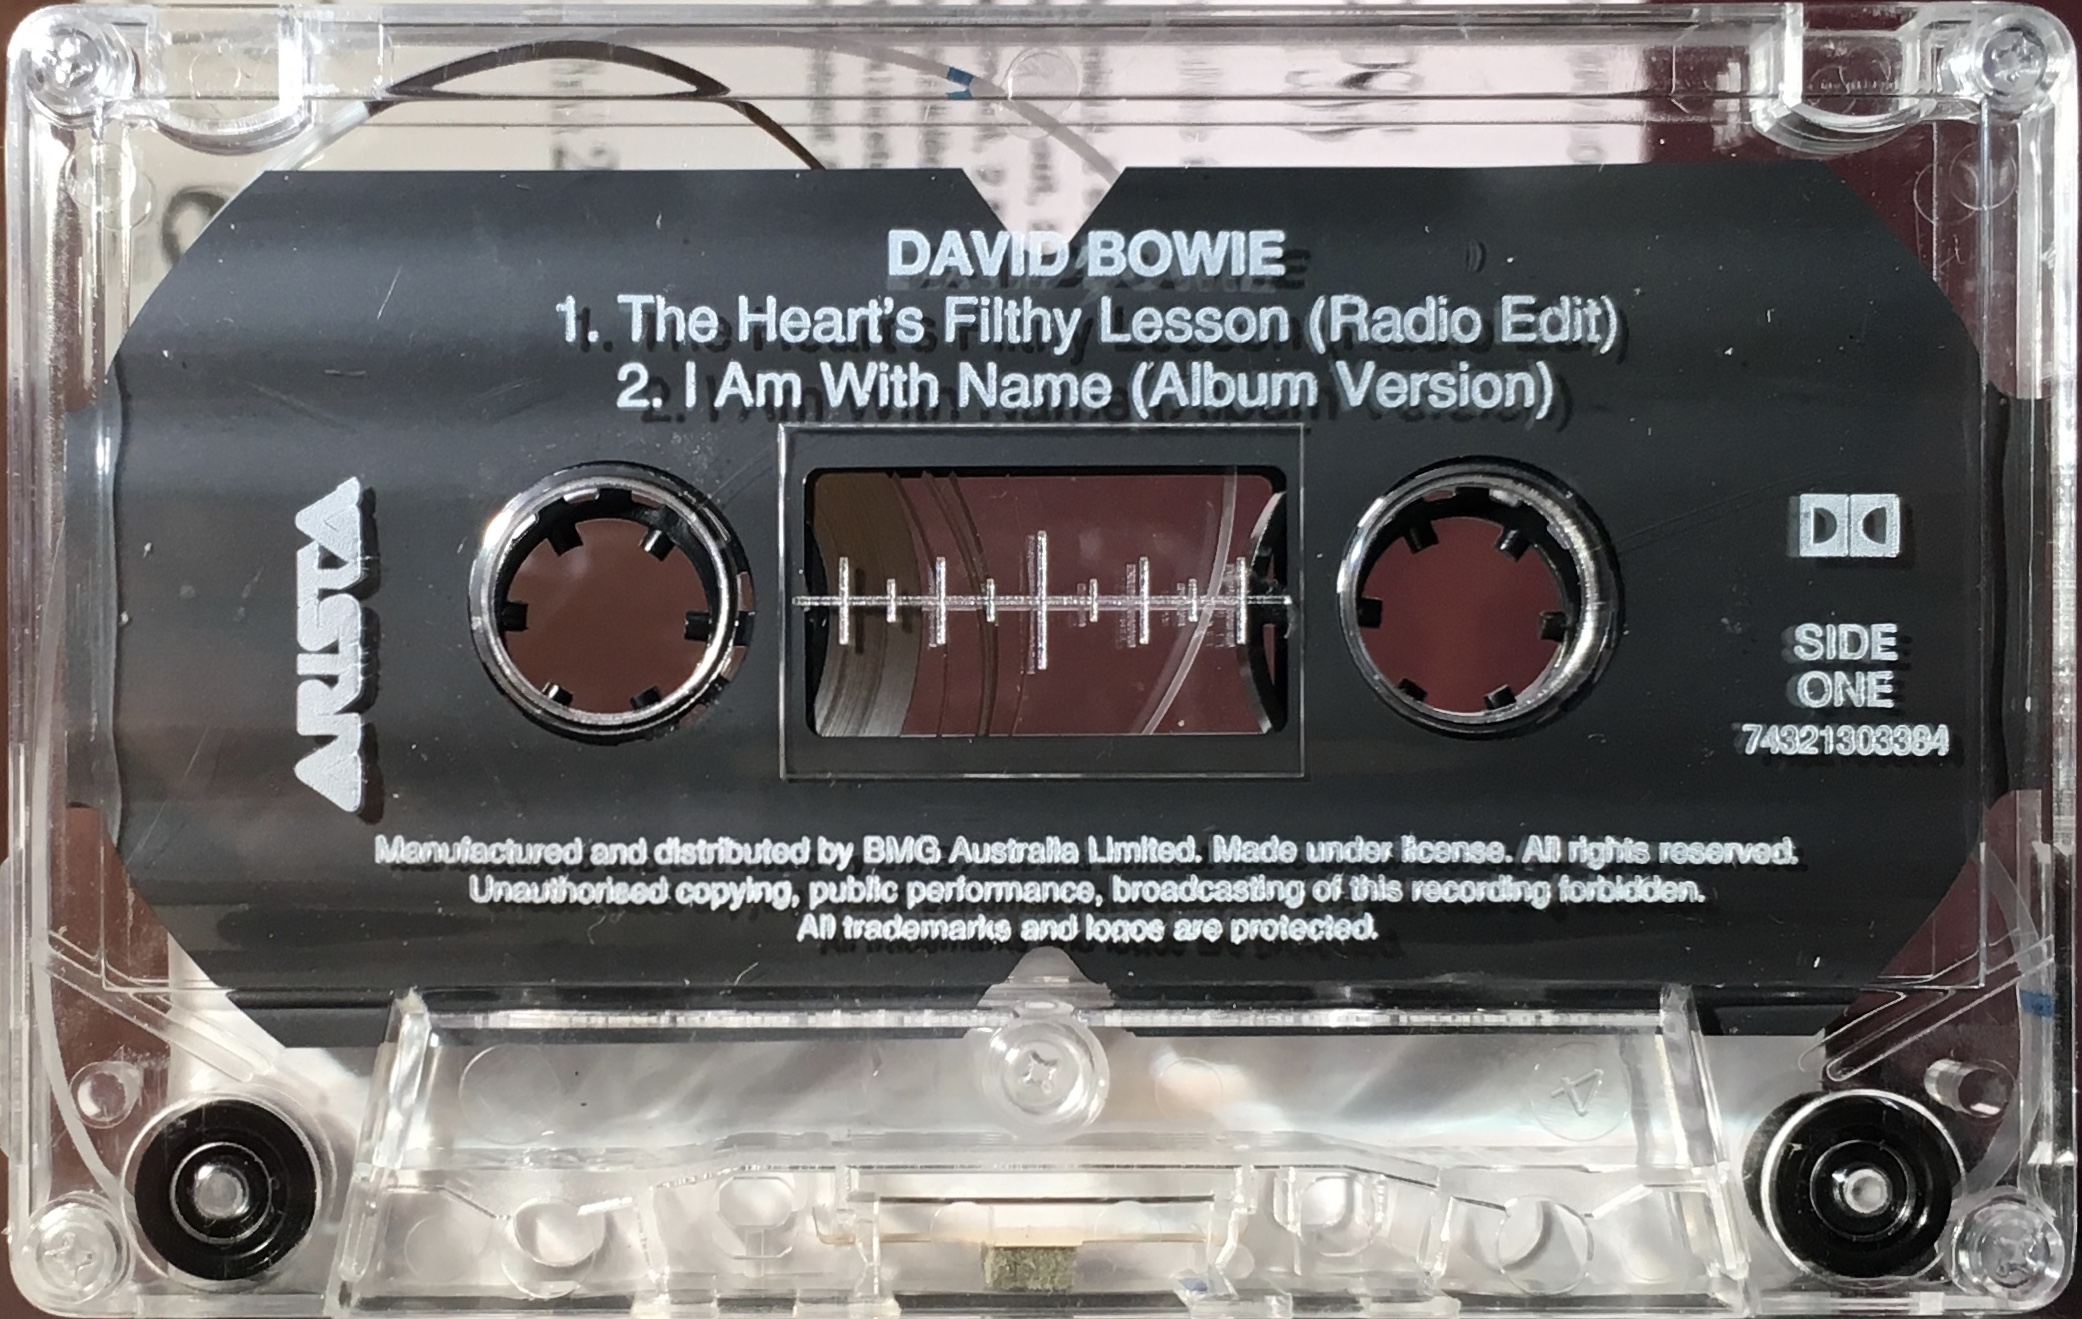 DAVID BOWIE
1. The Heart's Filthy Lesson (Radio Edit)
2. I Am With Name (Album Version)
ARISTA
SIDE
ONE
74321303384
Manufactured and distributed by BMG Australia Limited. Made under license. All rights reserved.
Unauthorised copying, public performance, broadcasting of this recording forbidden.
All trademarks and logos are protected.
4